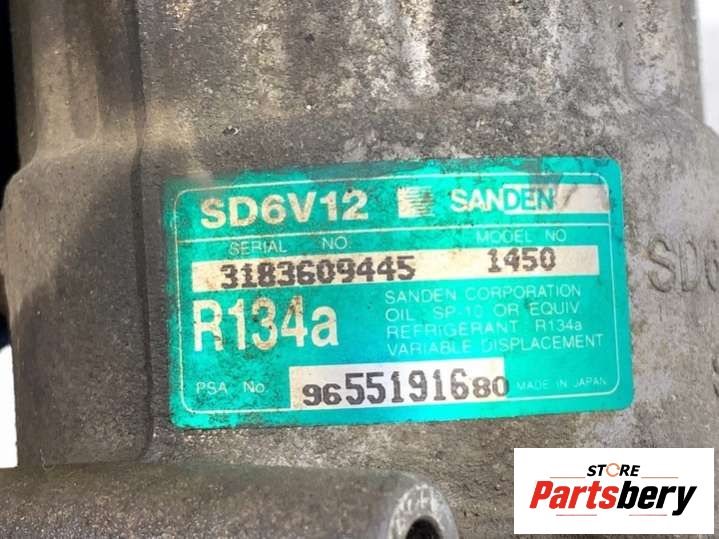 SD6V12 SANDEN
SERIAL NO. MODEL NO
3183609445 1450
R134a
SANDEN CORPORATION
OIL SP-10 OR EQUIV
REFRIGERANT R134a
VARIABLE DISPLACEMENT
PSA No 9655191680 MADE IN JAPAN
SD6
STORE
Partsbery